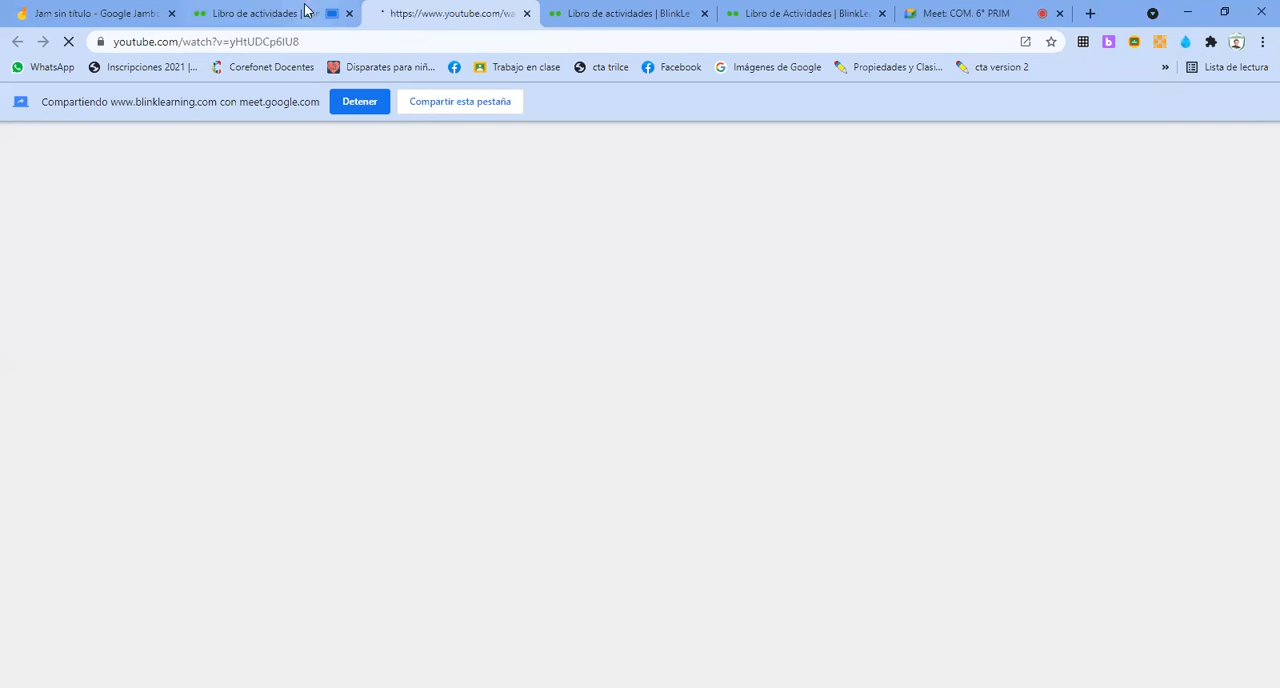 Jam sin título - Google Jambo
Libro de actividades |
https://www.youtube.com/wa
Libro de actividades | BlinkLe
Libro de Actividades | BlinkLe
Meet: COM. 6° PRIM
youtube.com/watch?v=yHtUDCp6IU8
WhatsApp
Inscripciones 2021 |...
Corefonet Docentes
Disparates para niñ...
Trabajo en clase
cta trilce
Facebook
Imágenes de Google
Propiedades y Clasi...
cta version 2
»
Lista de lectura
Compartiendo www.blinklearning.com con meet.google.com
Detener
Compartir esta pestaña